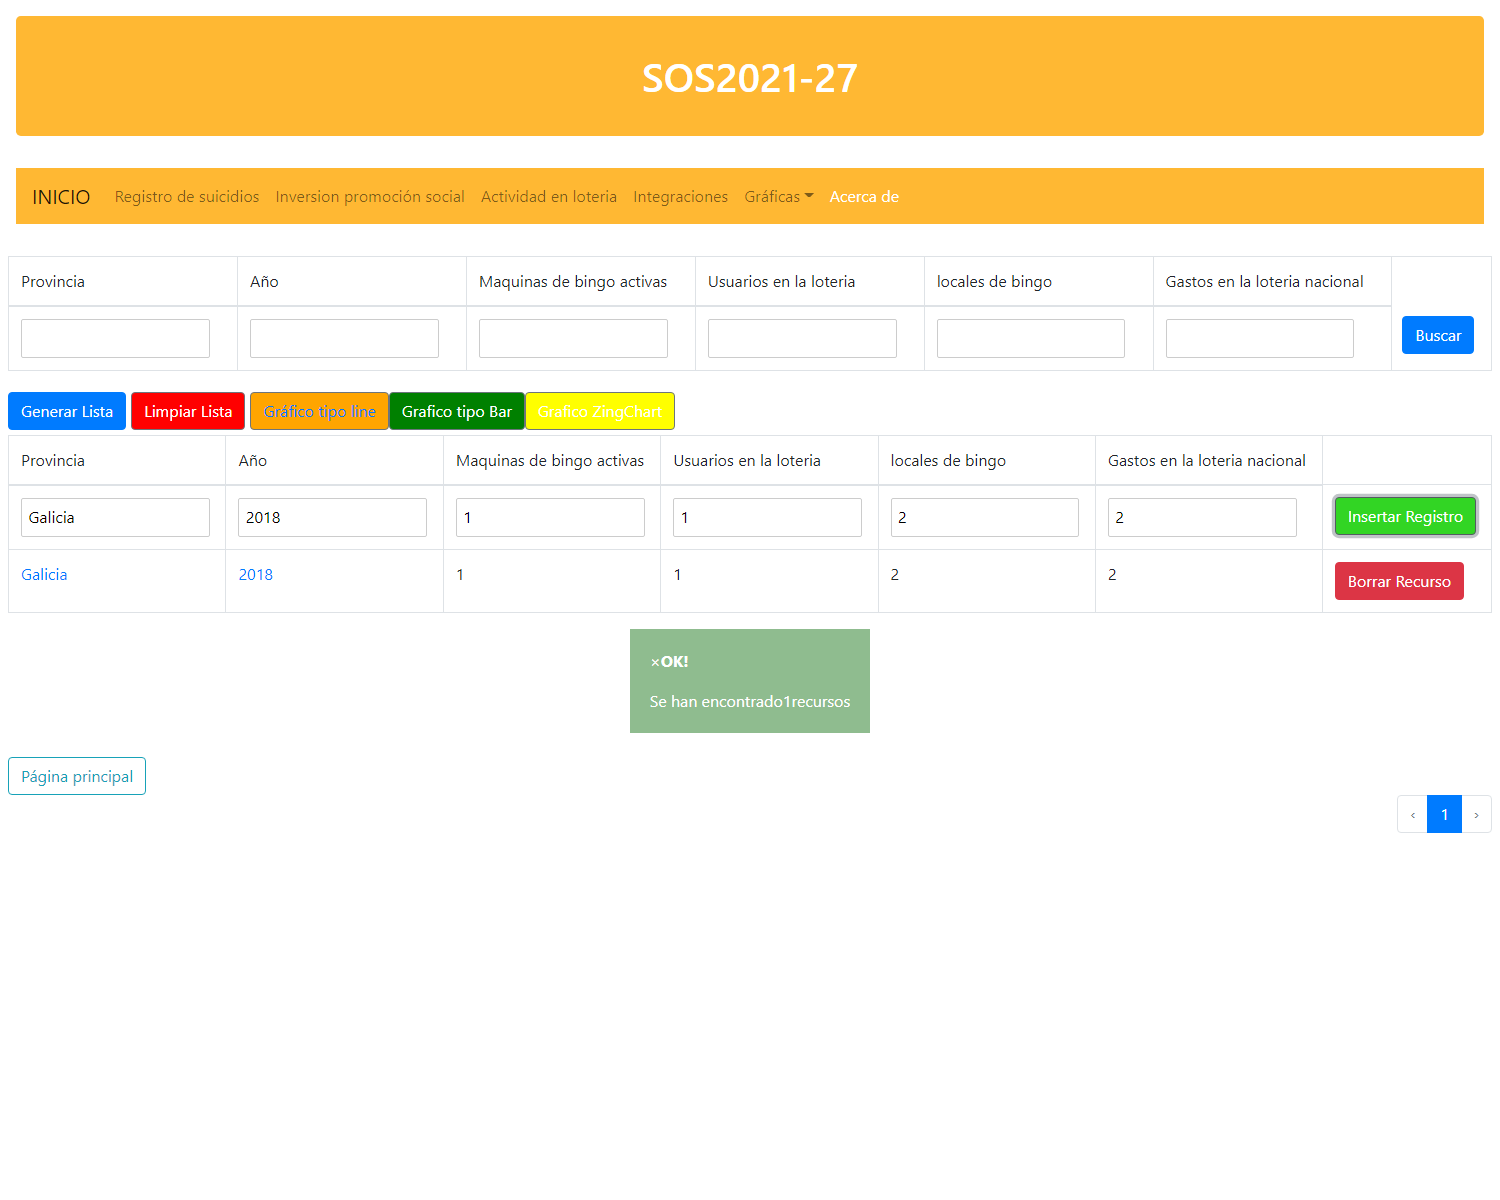 SOS2021-27
INICIO Registro de suicidios Inversion promoción social Actividad en loteria Integraciones Gráficas Acerca de
Provincia Año Maquinas de bingo activas Usuarios en la loteria locales de bingo Gastos en la loteria nacional
Buscar
Generar Lista Limpiar Lista Gráfico tipo line Grafico tipo Bar Grafico ZingChart
Provincia Año Maquinas de bingo activas Usuarios en la loteria locales de bingo Gastos en la loteria nacional
Galicia 2018 1 1 2 2 Insertar Registro
Galicia 2018 1 1 2 2 Borrar Recurso
×OK!
Se han encontrado1recursos
Página principal
‹ 1 ›